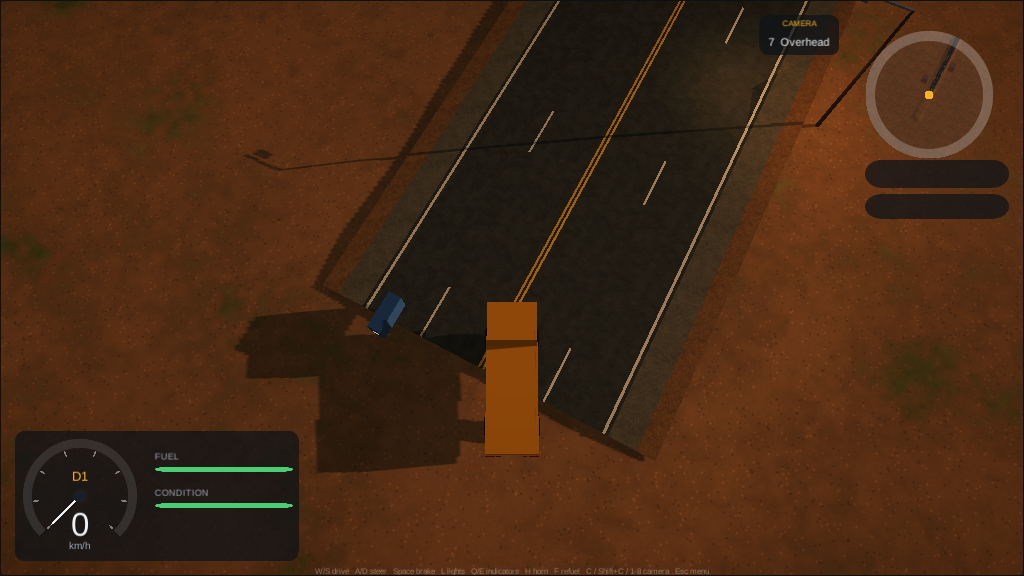 CAMERA
7 Overhead
D1
0
km/h
FUEL
CONDITION
W/S drive A/D steer Space brake L lights Q/E indicators H horn F refuel C / Shift+C / 1-8 camera Esc menu